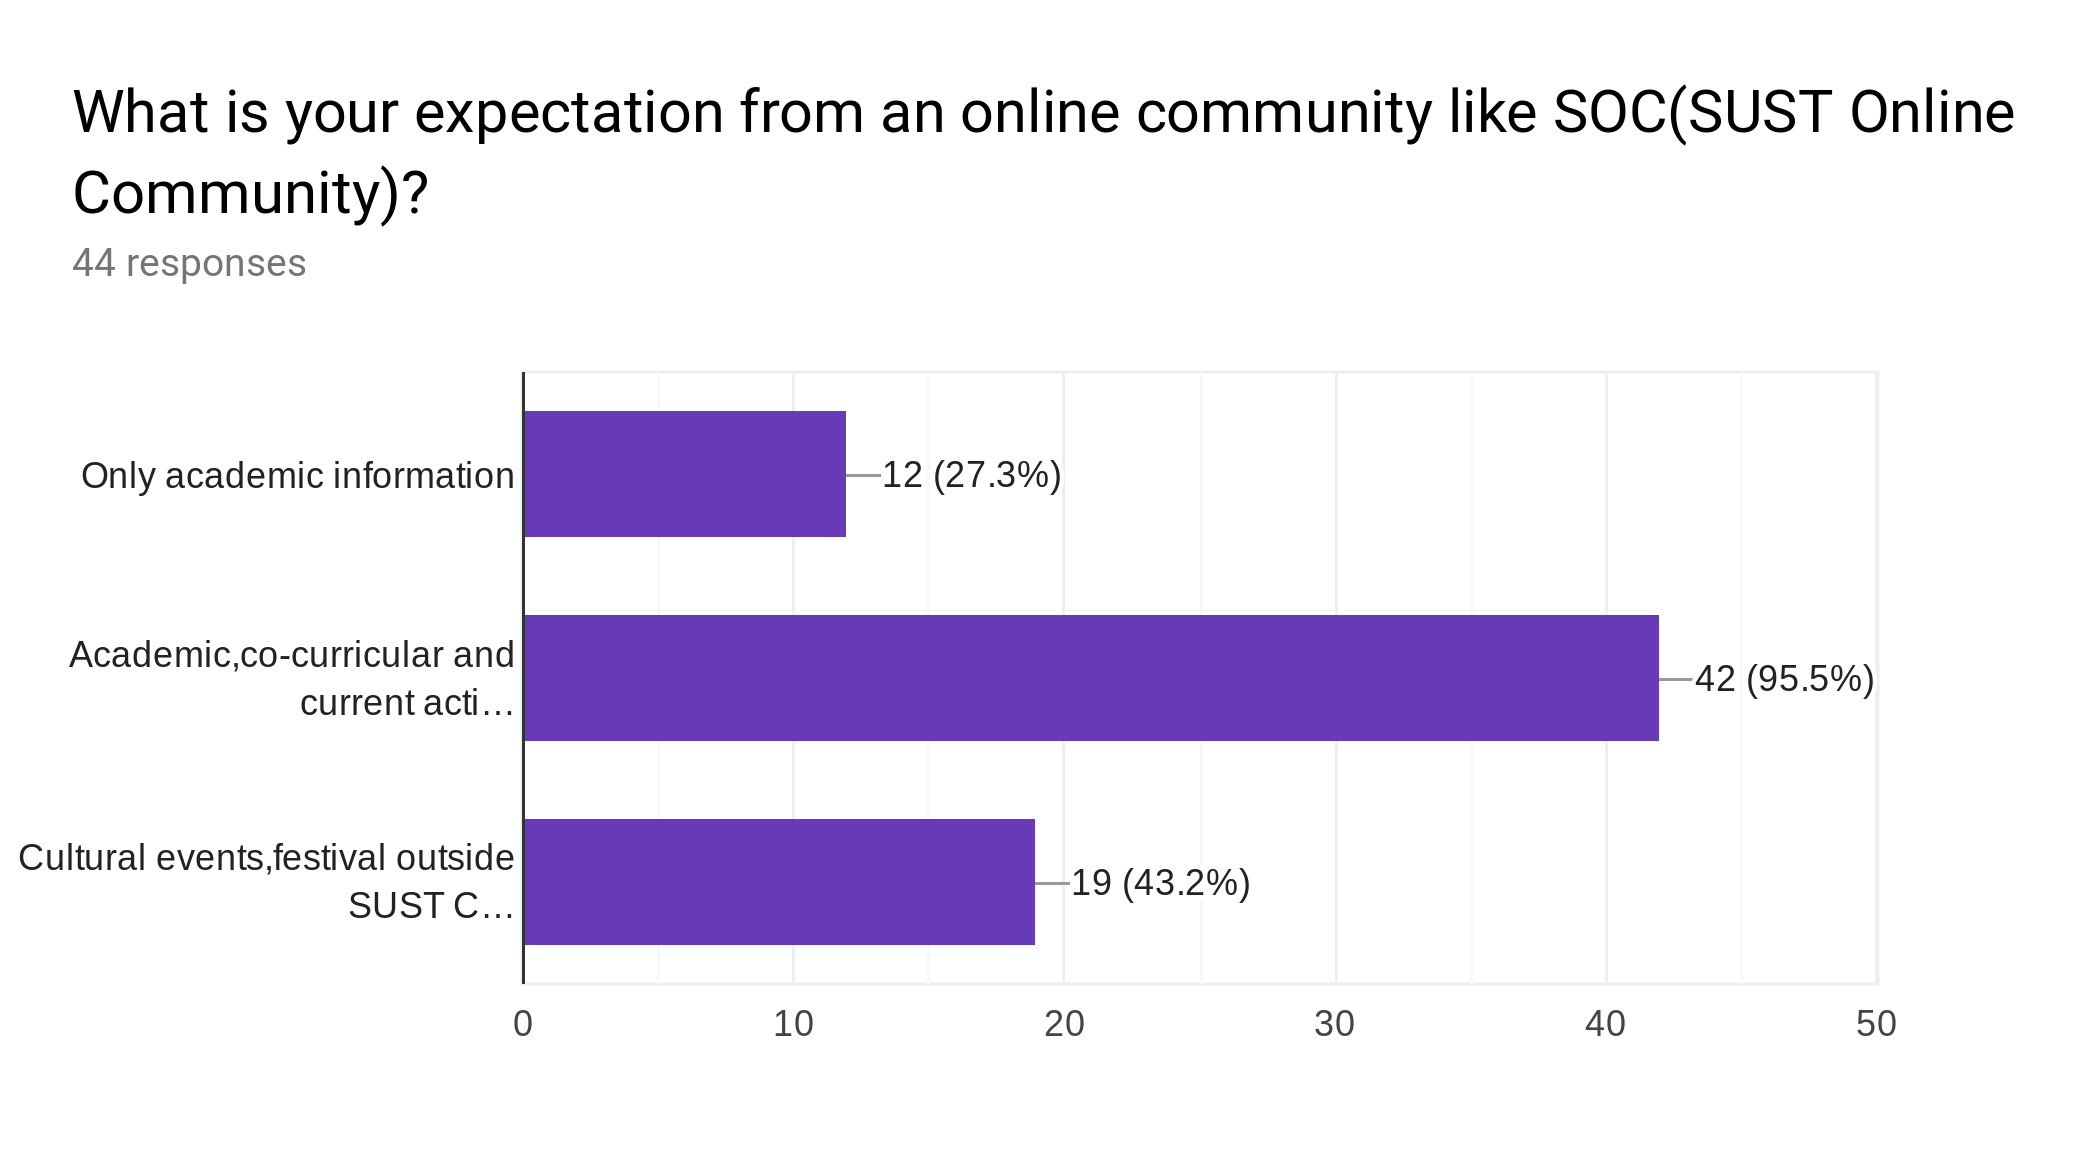 What is your expectation from an online community like SOC(SUST Online
Community)?
44 responses
Only academic information
12 (27.3%)
Academic,co-curricular and
current acti…
42 (95.5%)
Cultural events,festival outside
SUST C…
19 (43.2%)
0 10 20 30 40 50